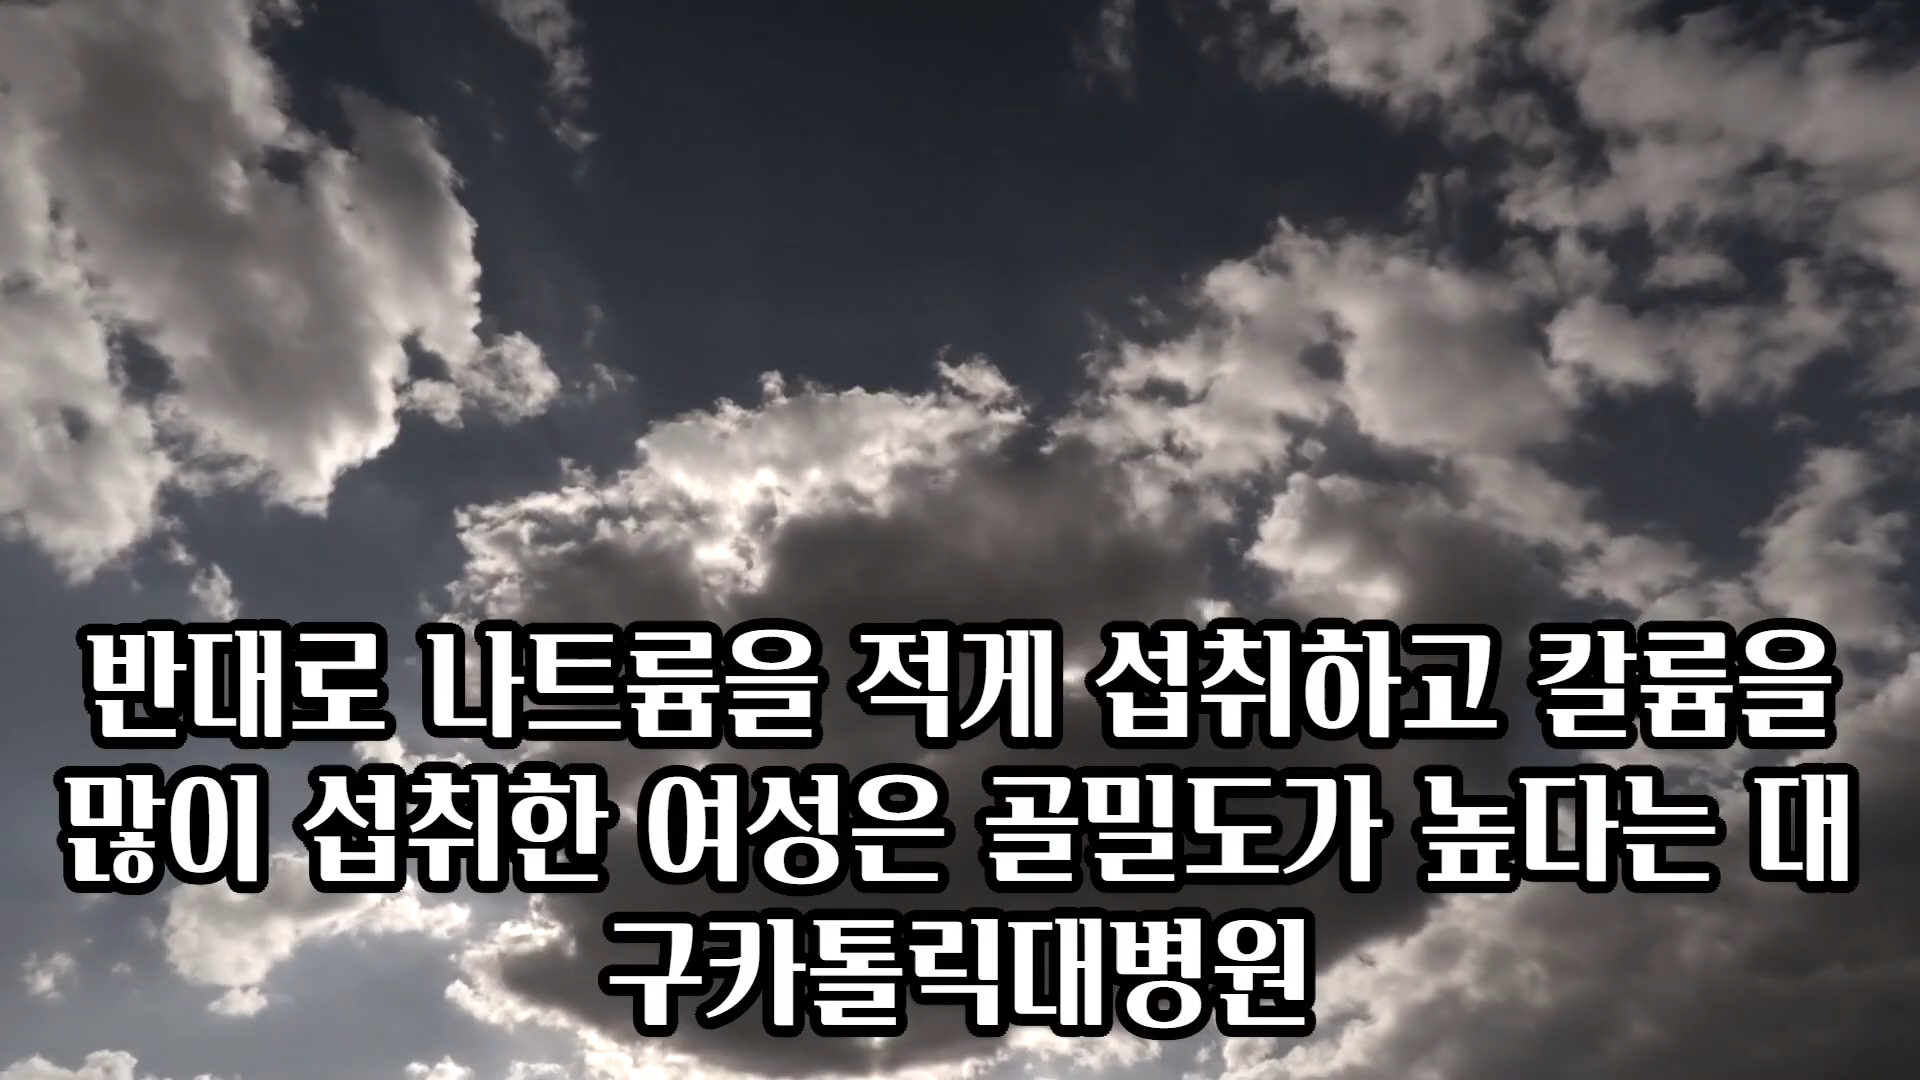 반대로 나트륨을 적게 섭취하고 칼륨을
많이 섭취한 여성은 골밀도가 높다는 대
구카톨릭대병원